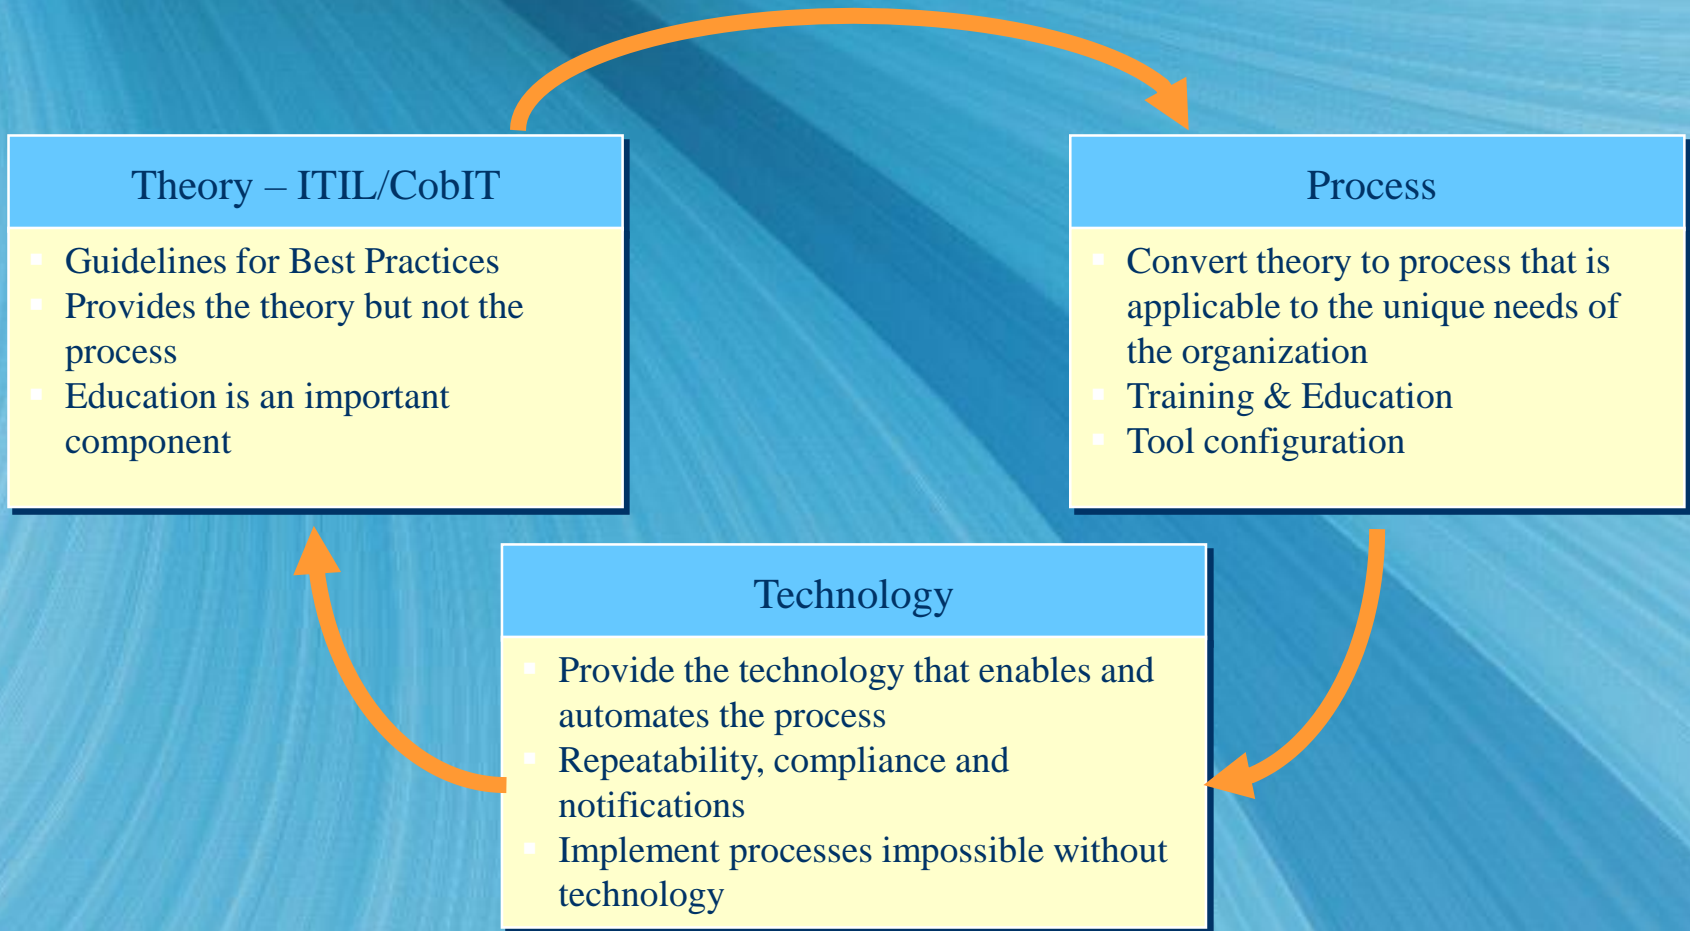 Theory – ITIL/CobIT
Guidelines for Best Practices
Provides the theory but not the
process
Education is an important
component
Process
Convert theory to process that is
applicable to the unique needs of
the organization
Training & Education
Tool configuration
Technology
Provide the technology that enables and
automates the process
Repeatability, compliance and
notifications
Implement processes impossible without
technology